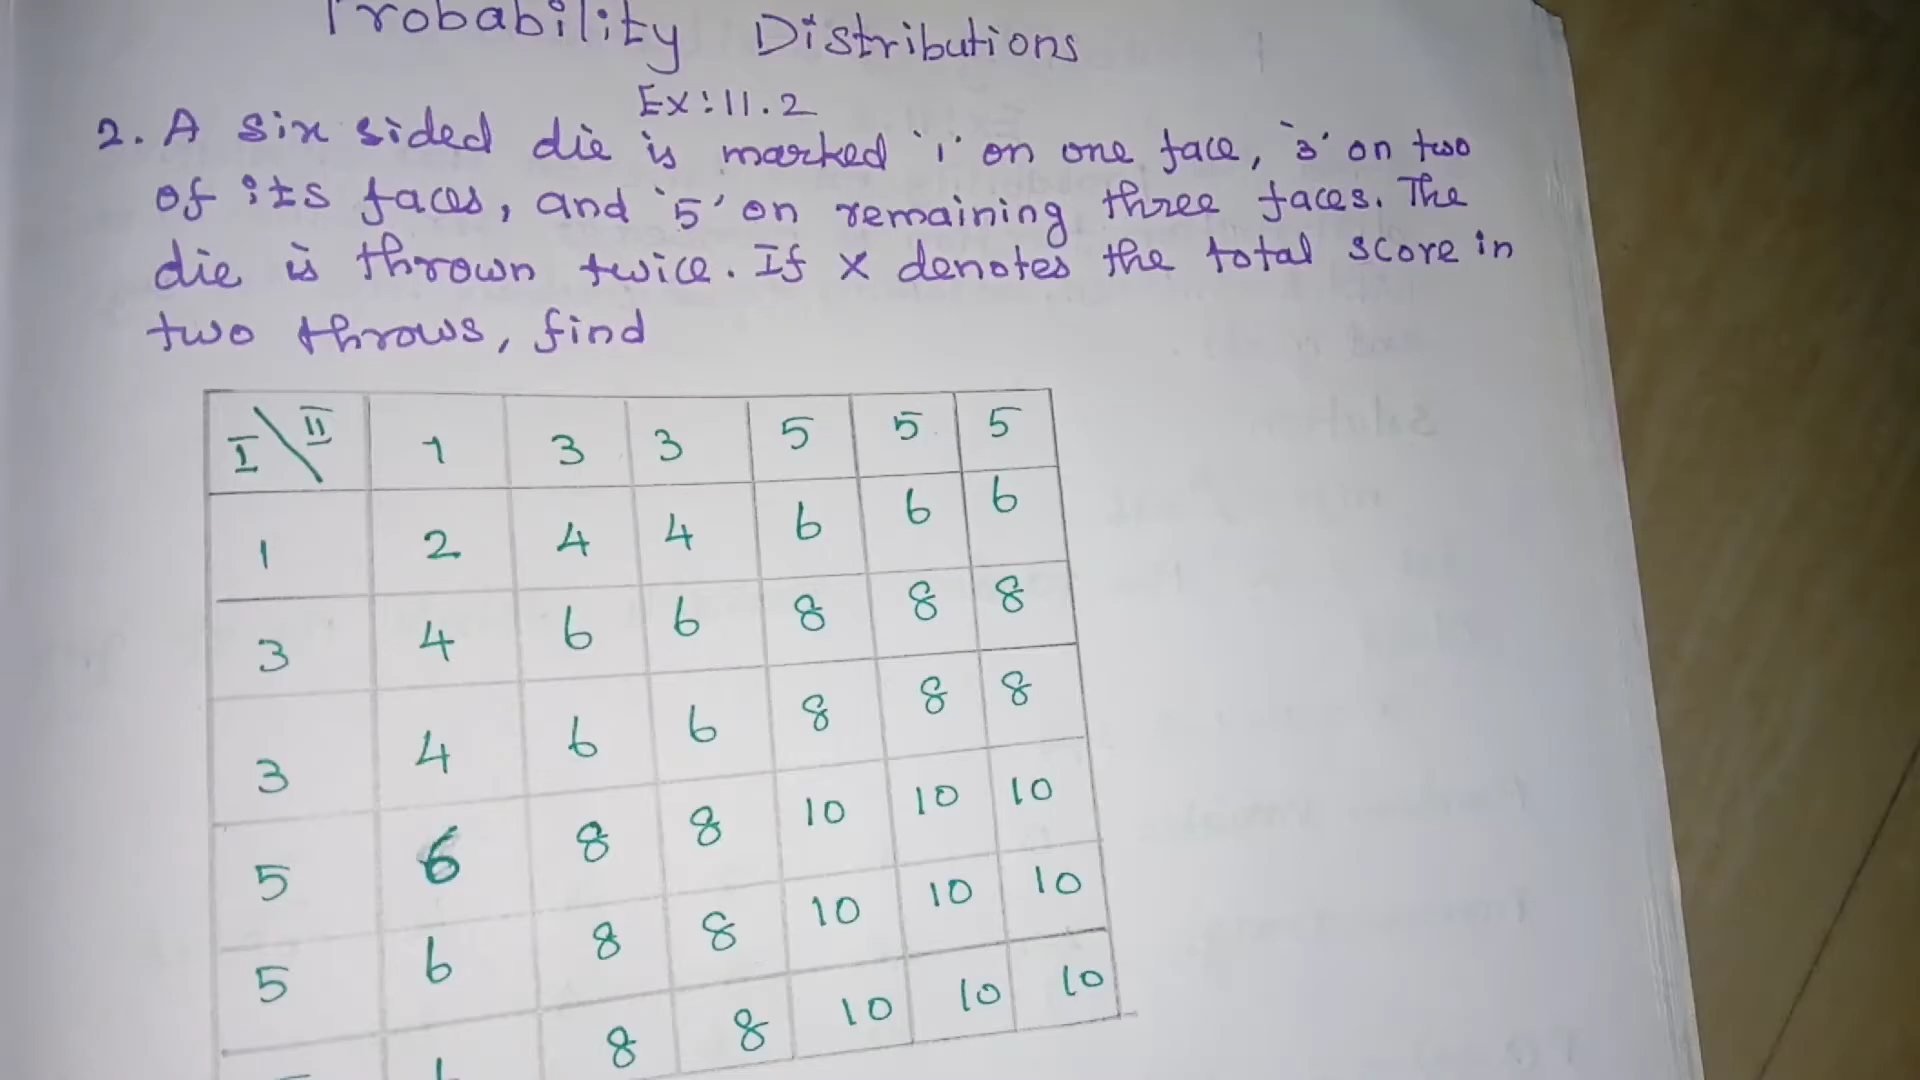 Probability Distributions
Ex:11.2
2. A six sided die is marked '1' on one face, '3' on two
of its faces, and '5' on remaining three faces. The
die is thrown twice. If X denotes the total score in
two throws, find
I \ II 1 3 3 5 5 5
1 2 4 4 6 6 6
3 4 6 6 8 8 8
3 4 6 6 8 8 8
5 6 8 8 10 10 10
5 6 8 8 10 10 10
8 8 10 10 10